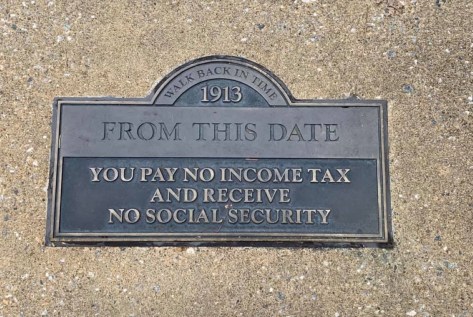 WALK BACK IN TIME
1913
FROM THIS DATE
YOU PAY NO INCOME TAX
AND RECEIVE
NO SOCIAL SECURITY